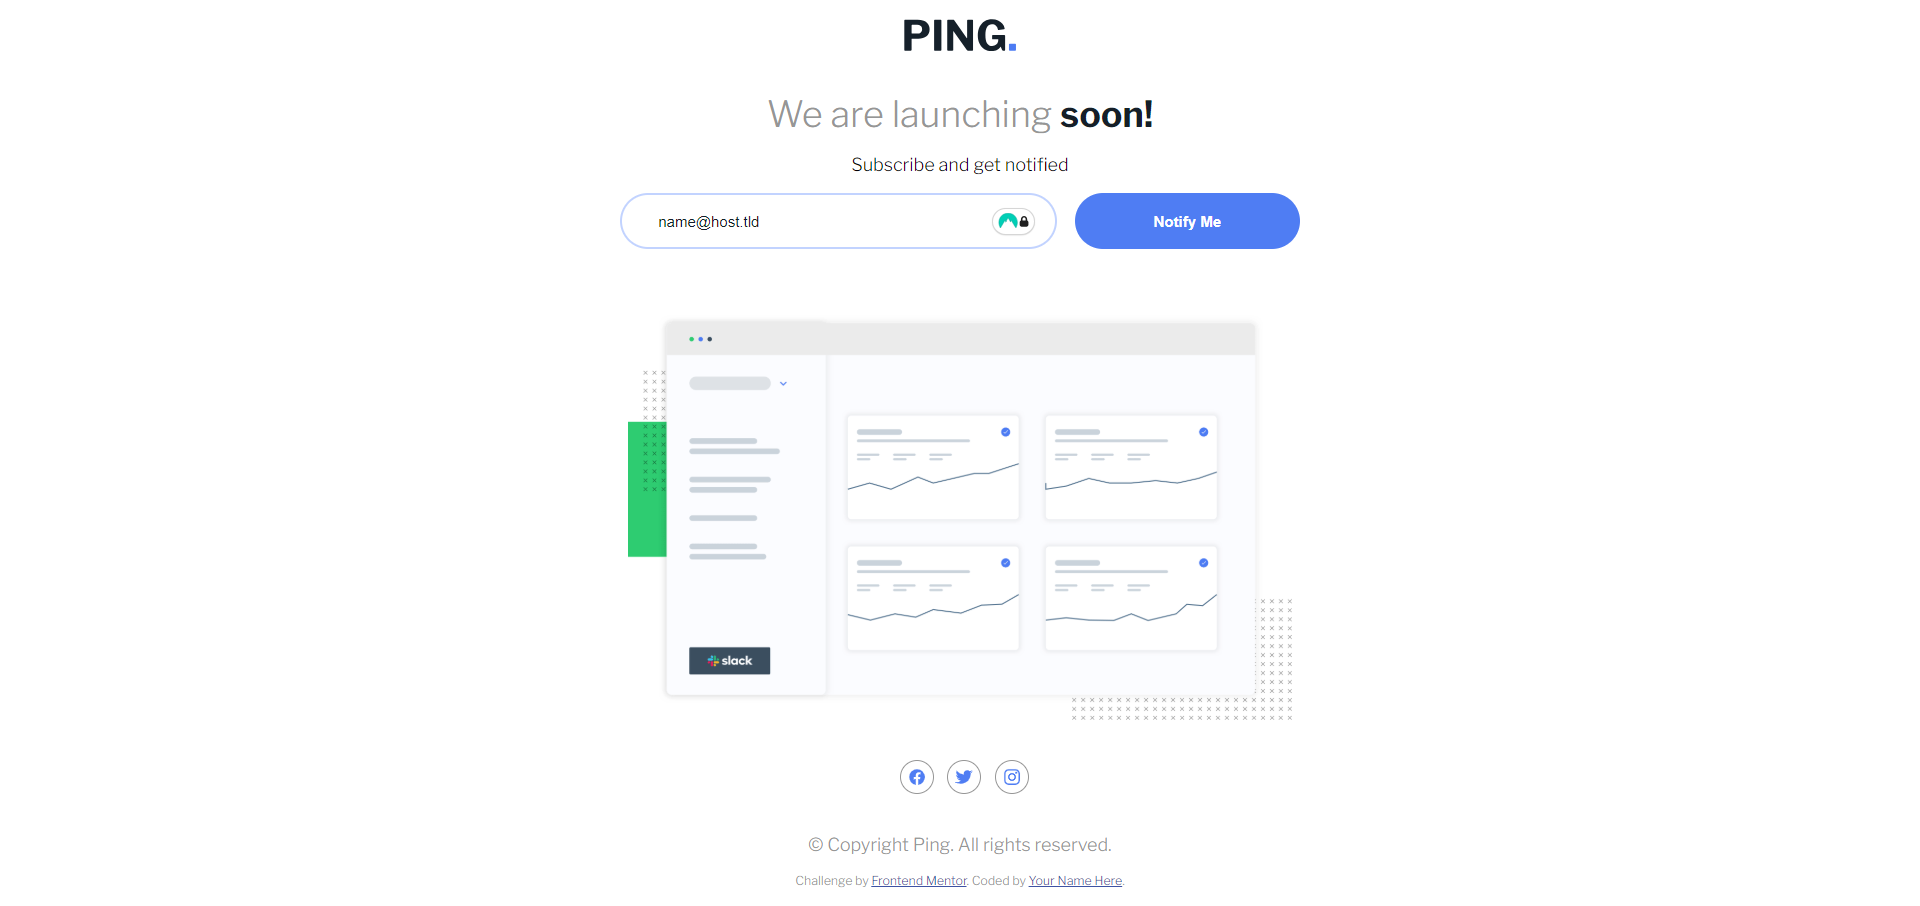 PING.
We are launching soon!
Subscribe and get notified
name@host.tld
Notify Me
slack
© Copyright Ping. All rights reserved.
Challenge by Frontend Mentor. Coded by Your Name Here.